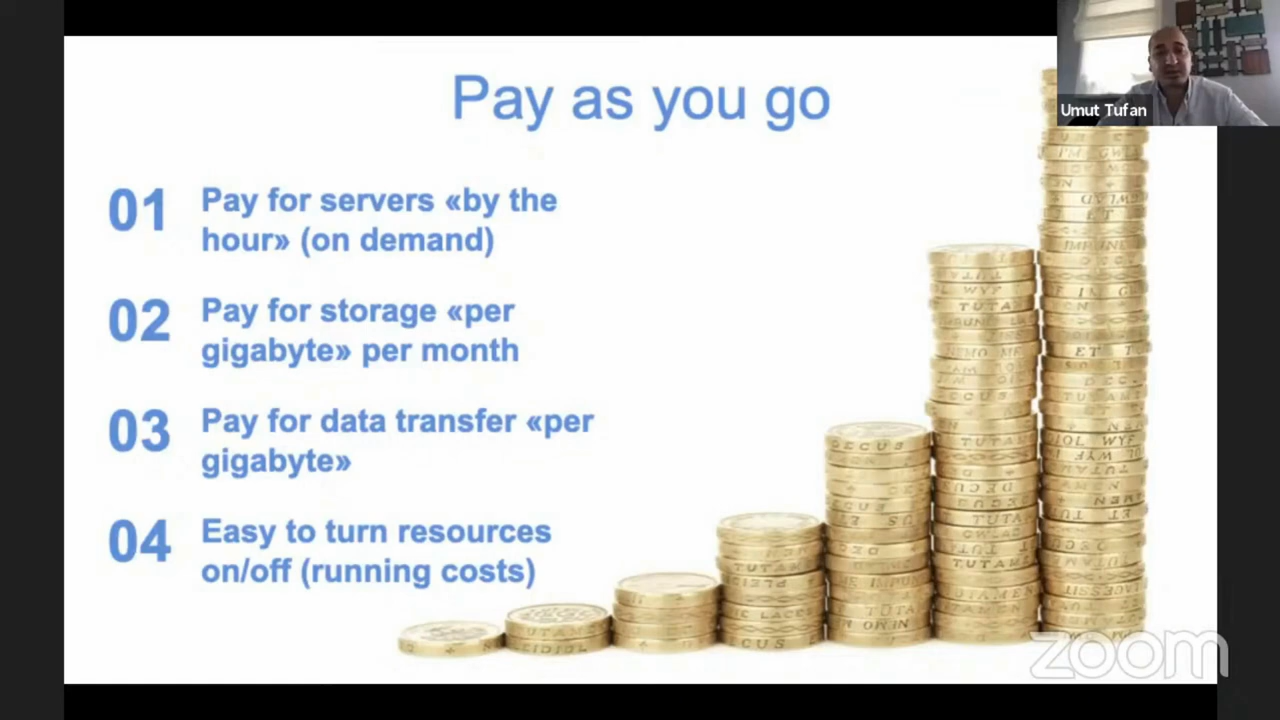 Pay as you go
Umut Tufan
01
Pay for servers «by the
hour» (on demand)
02
Pay for storage «per
gigabyte» per month
03
Pay for data transfer «per
gigabyte»
04
Easy to turn resources
on/off (running costs)
zoom